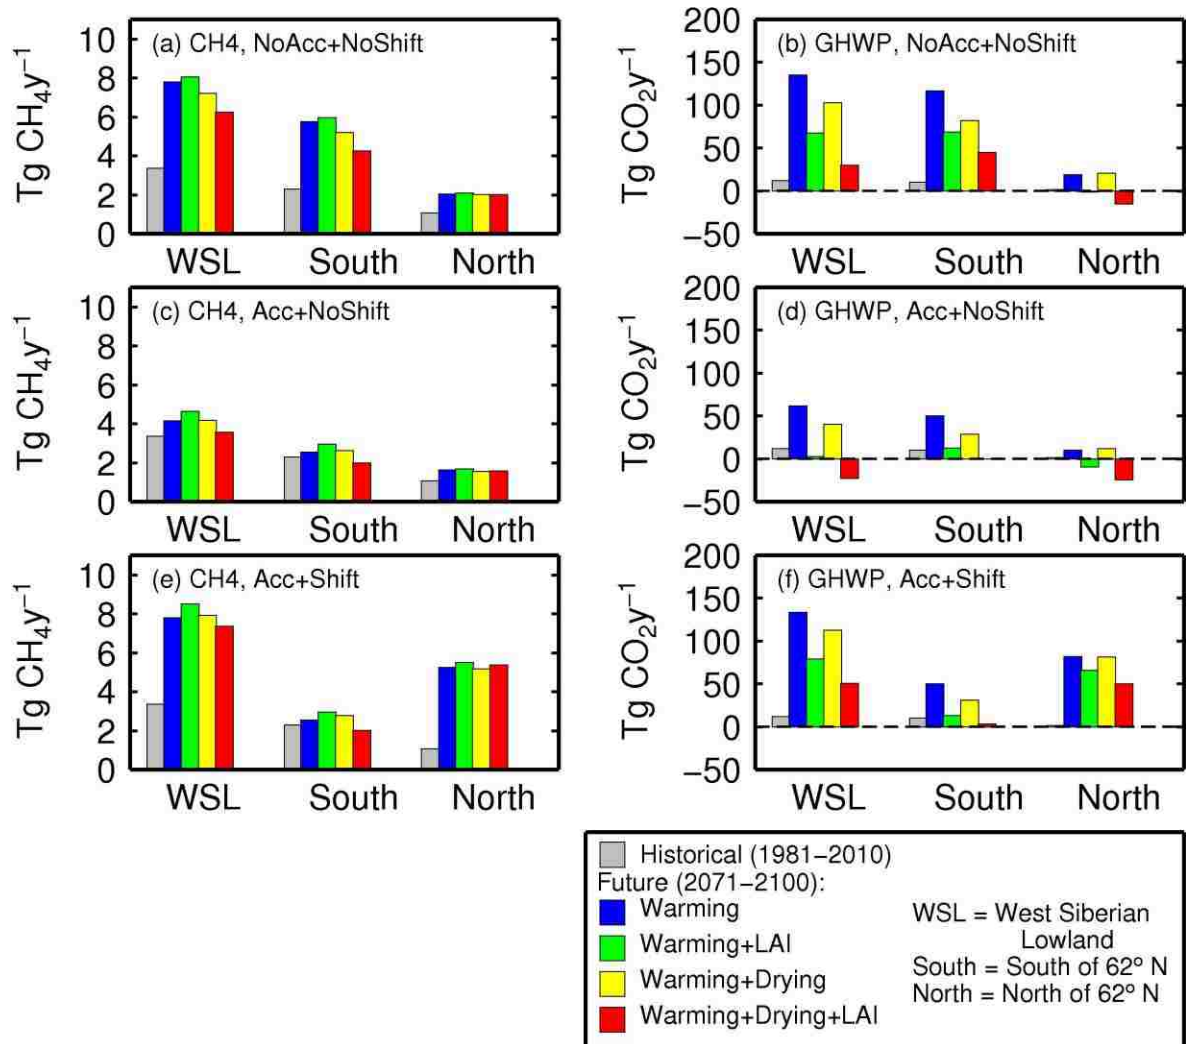 (a) CH4, NoAcc+NoShift
Tg CH₄y⁻¹
10
8
6
4
2
0
WSL South North
(b) GHWP, NoAcc+NoShift
Tg CO₂y⁻¹
200
150
100
50
0
−50
WSL South North
(c) CH4, Acc+NoShift
Tg CH₄y⁻¹
10
8
6
4
2
0
WSL South North
(d) GHWP, Acc+NoShift
Tg CO₂y⁻¹
200
150
100
50
0
−50
WSL South North
(e) CH4, Acc+Shift
Tg CH₄y⁻¹
10
8
6
4
2
0
WSL South North
(f) GHWP, Acc+Shift
Tg CO₂y⁻¹
200
150
100
50
0
−50
WSL South North
Historical (1981−2010)
Future (2071−2100):
Warming
Warming+LAI
Warming+Drying
Warming+Drying+LAI
WSL = West Siberian
Lowland
South = South of 62º N
North = North of 62º N